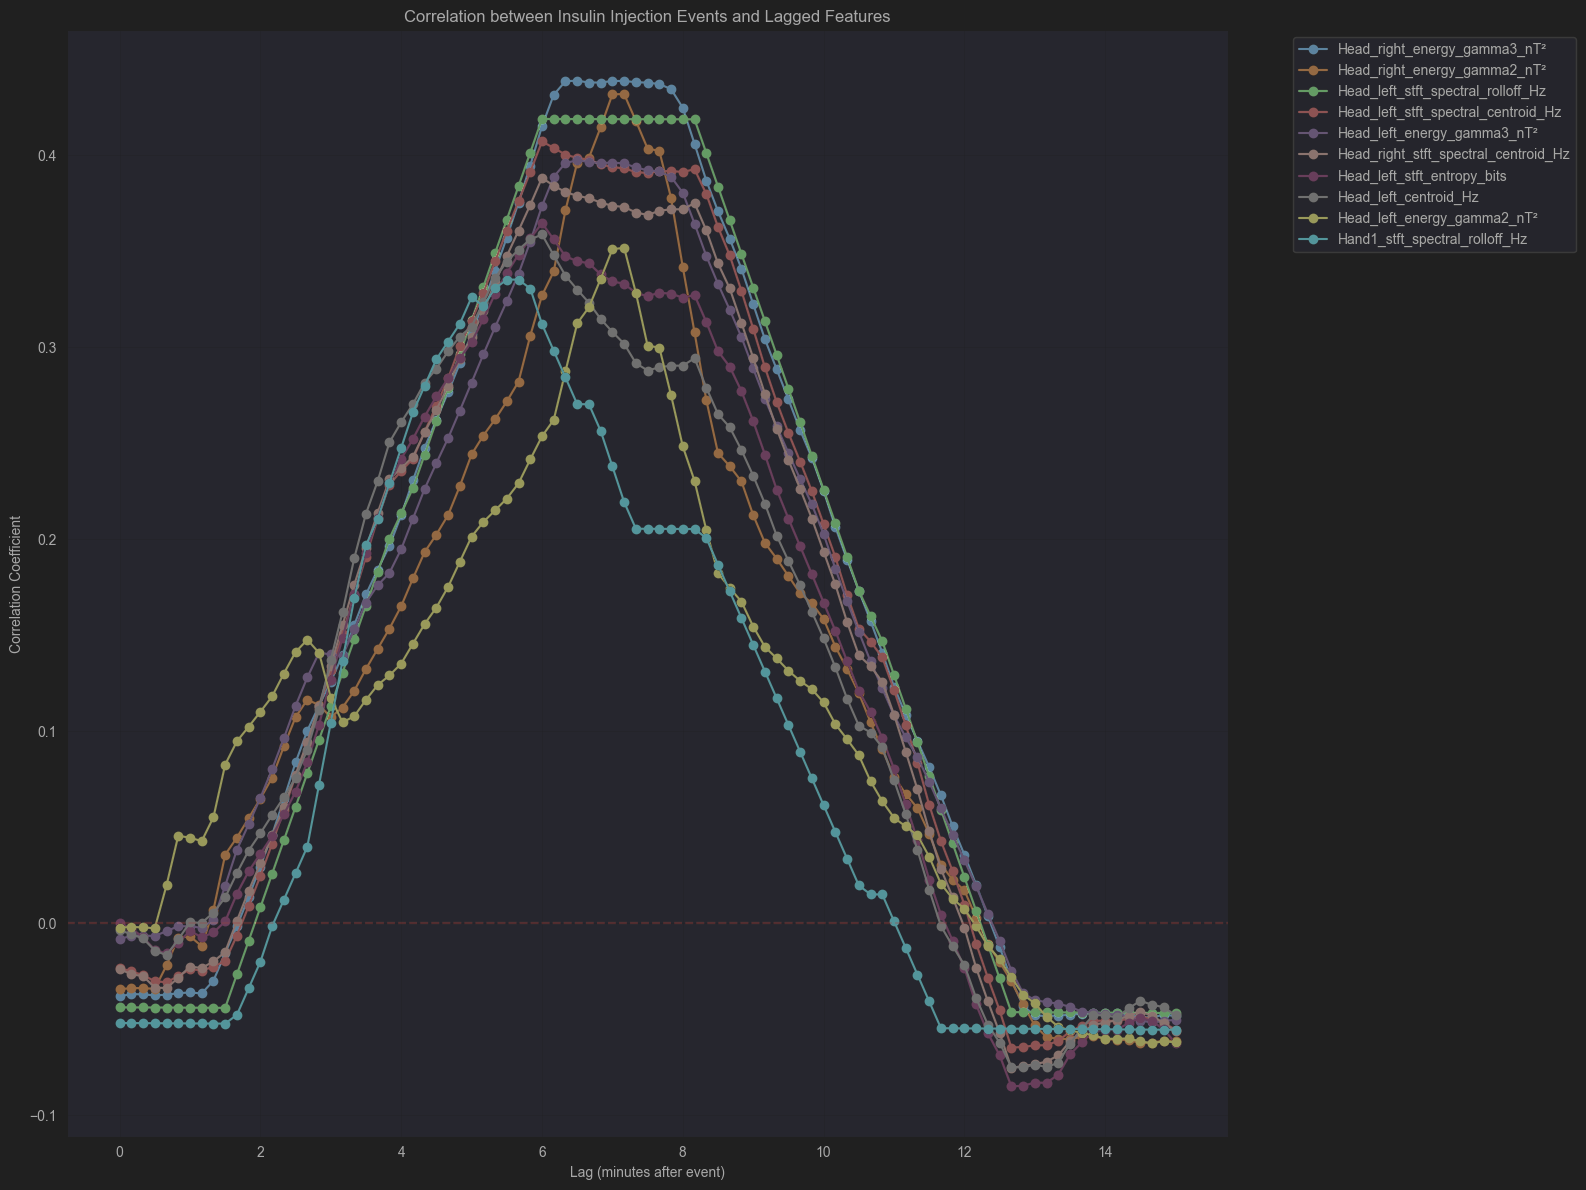 Correlation between Insulin Injection Events and Lagged Features
Head_right_energy_gamma3_nT²
Head_right_energy_gamma2_nT²
Head_left_stft_spectral_rolloff_Hz
Head_left_stft_spectral_centroid_Hz
Head_left_energy_gamma3_nT²
Head_right_stft_spectral_centroid_Hz
Head_left_stft_entropy_bits
Head_left_centroid_Hz
Head_left_energy_gamma2_nT²
Hand1_stft_spectral_rolloff_Hz
Correlation Coefficient
0.4
0.3
0.2
0.1
0.0
−0.1
0 2 4 6 8 10 12 14
Lag (minutes after event)